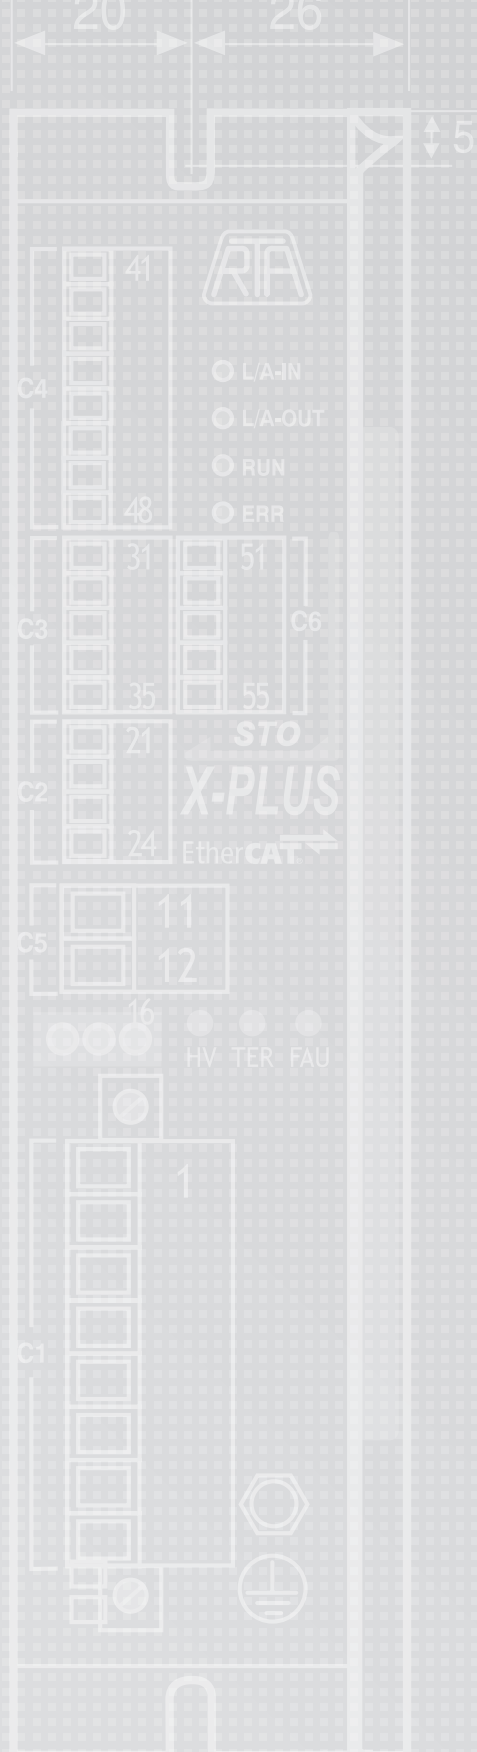 20 26
5
RTA
41
L/A-IN
C4
L/A-OUT
RUN
48
ERR
31 51
C3 C6
35 55
STO
21
X-PLUS
C2
24
EtherCAT
11
C5
12
16
HV TER FAU
1
C1